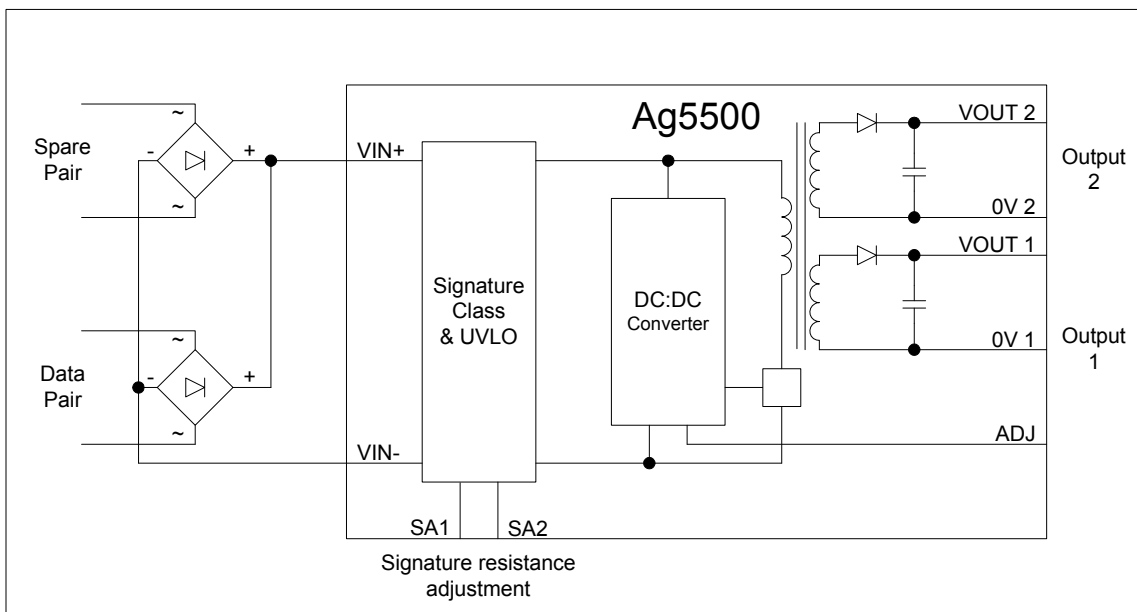 Ag5500
VOUT 2
~
Spare
Pair
-
+
VIN+
Output
2
~
0V 2
VOUT 1
Signature
Class
& UVLO
DC:DC
Converter
~
0V 1
Output
1
Data
Pair
-
+
~
ADJ
VIN-
SA1
SA2
Signature resistance
adjustment